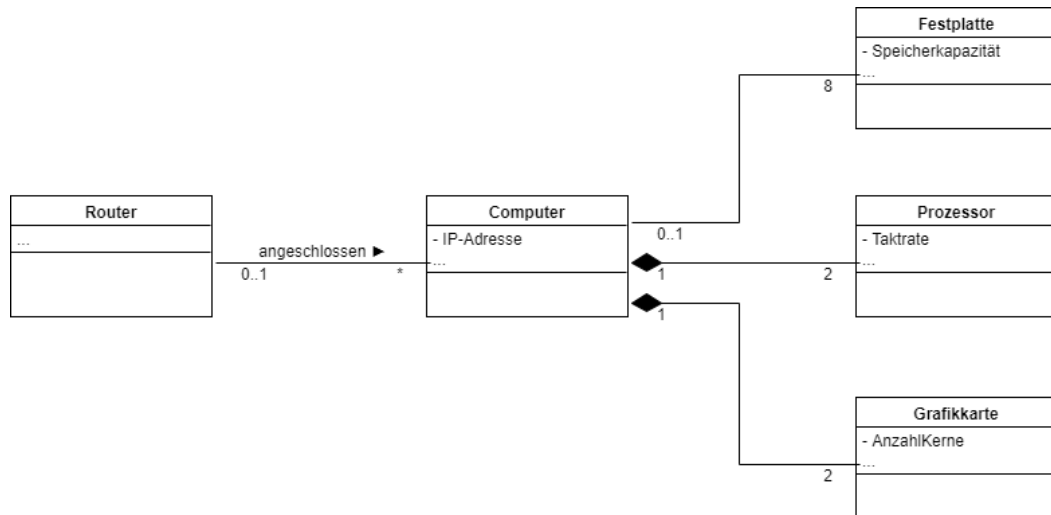 Festplatte
- Speicherkapazität
...
8
Router
...
angeschlossen ►
0..1
*
Computer
- IP-Adresse
...
0..1
1
1
Prozessor
- Taktrate
...
2
Grafikkarte
- AnzahlKerne
...
2